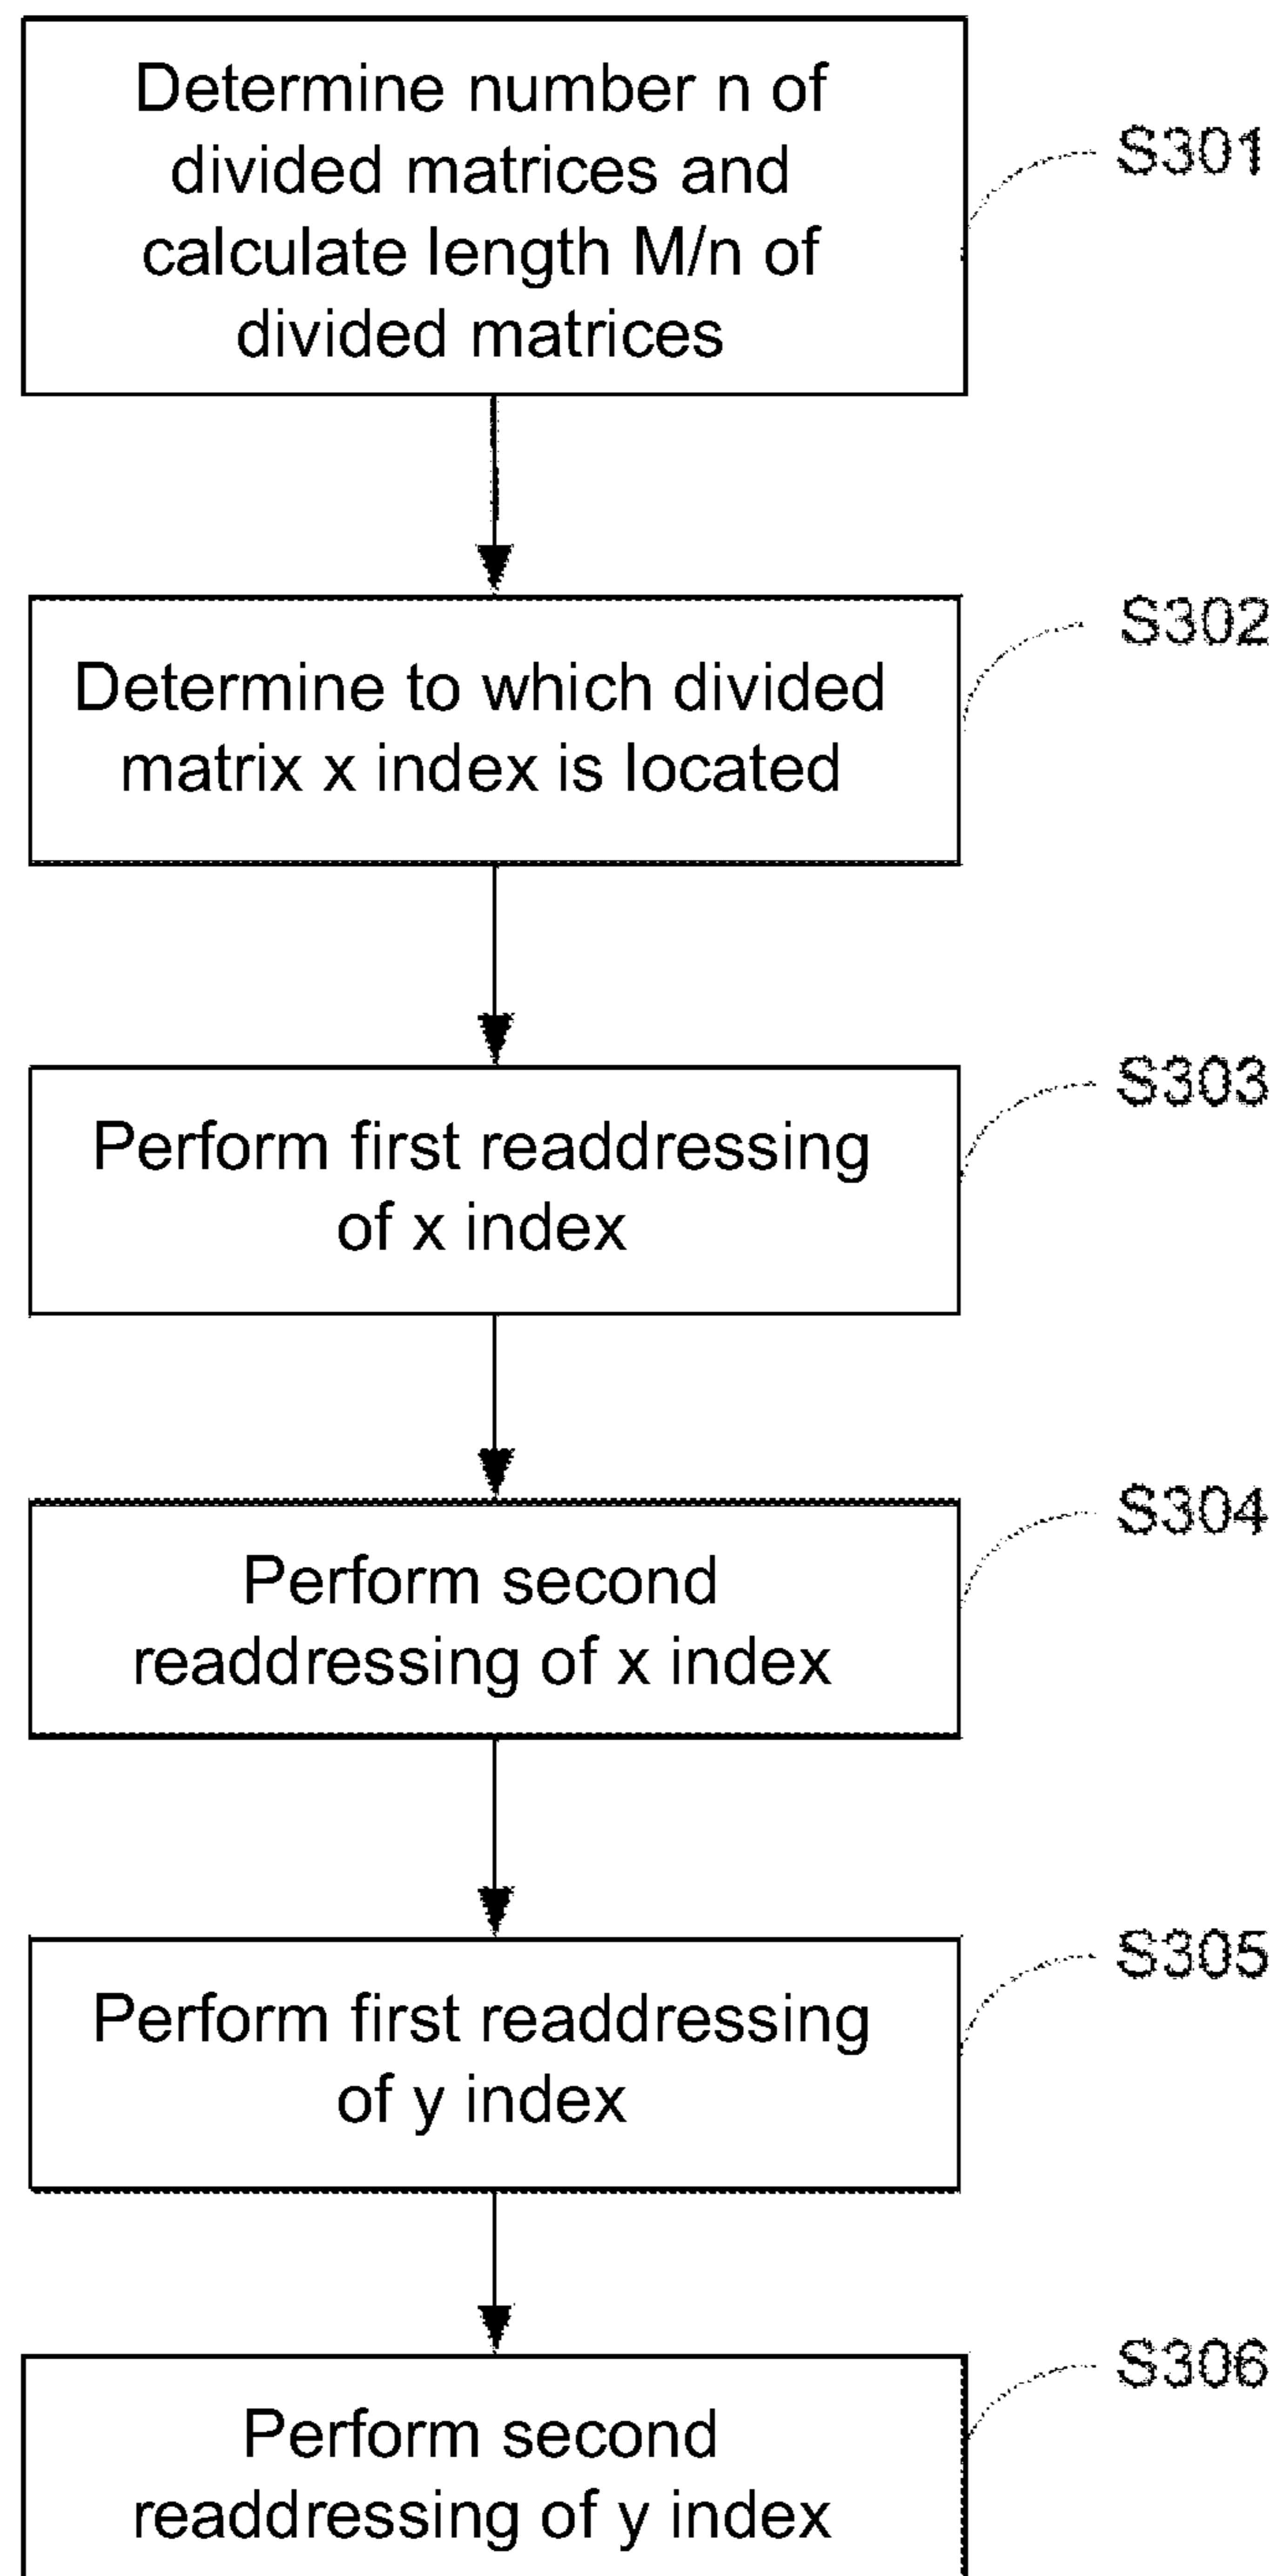 Determine number n of
divided matrices and
calculate length M/n of
divided matrices
S301
Determine to which divided
matrix x index is located
S302
Perform first readdressing
of x index
S303
Perform second
readdressing of x index
S304
Perform first readdressing
of y index
S305
Perform second
readdressing of y index
S306